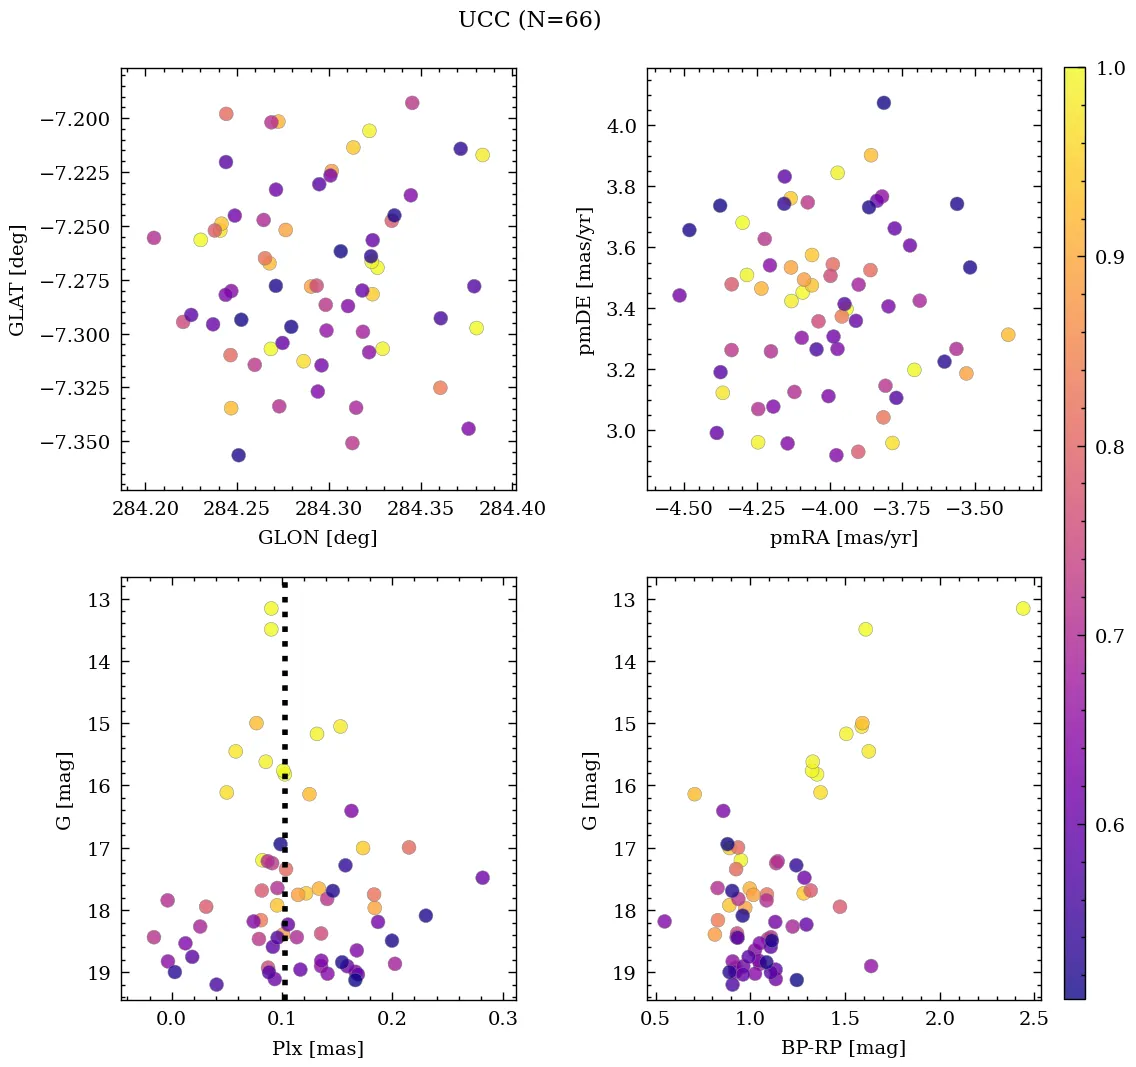 UCC (N=66)
−7.200
−7.225
−7.250
−7.275
−7.300
−7.325
−7.350
GLAT [deg]
284.20 284.25 284.30 284.35 284.40
GLON [deg]
4.0
3.8
3.6
3.4
3.2
3.0
pmDE [mas/yr]
−4.50 −4.25 −4.00 −3.75 −3.50
pmRA [mas/yr]
1.0
0.9
0.8
0.7
0.6
13
14
15
16
17
18
19
G [mag]
0.0 0.1 0.2 0.3
Plx [mas]
13
14
15
16
17
18
19
G [mag]
0.5 1.0 1.5 2.0 2.5
BP-RP [mag]